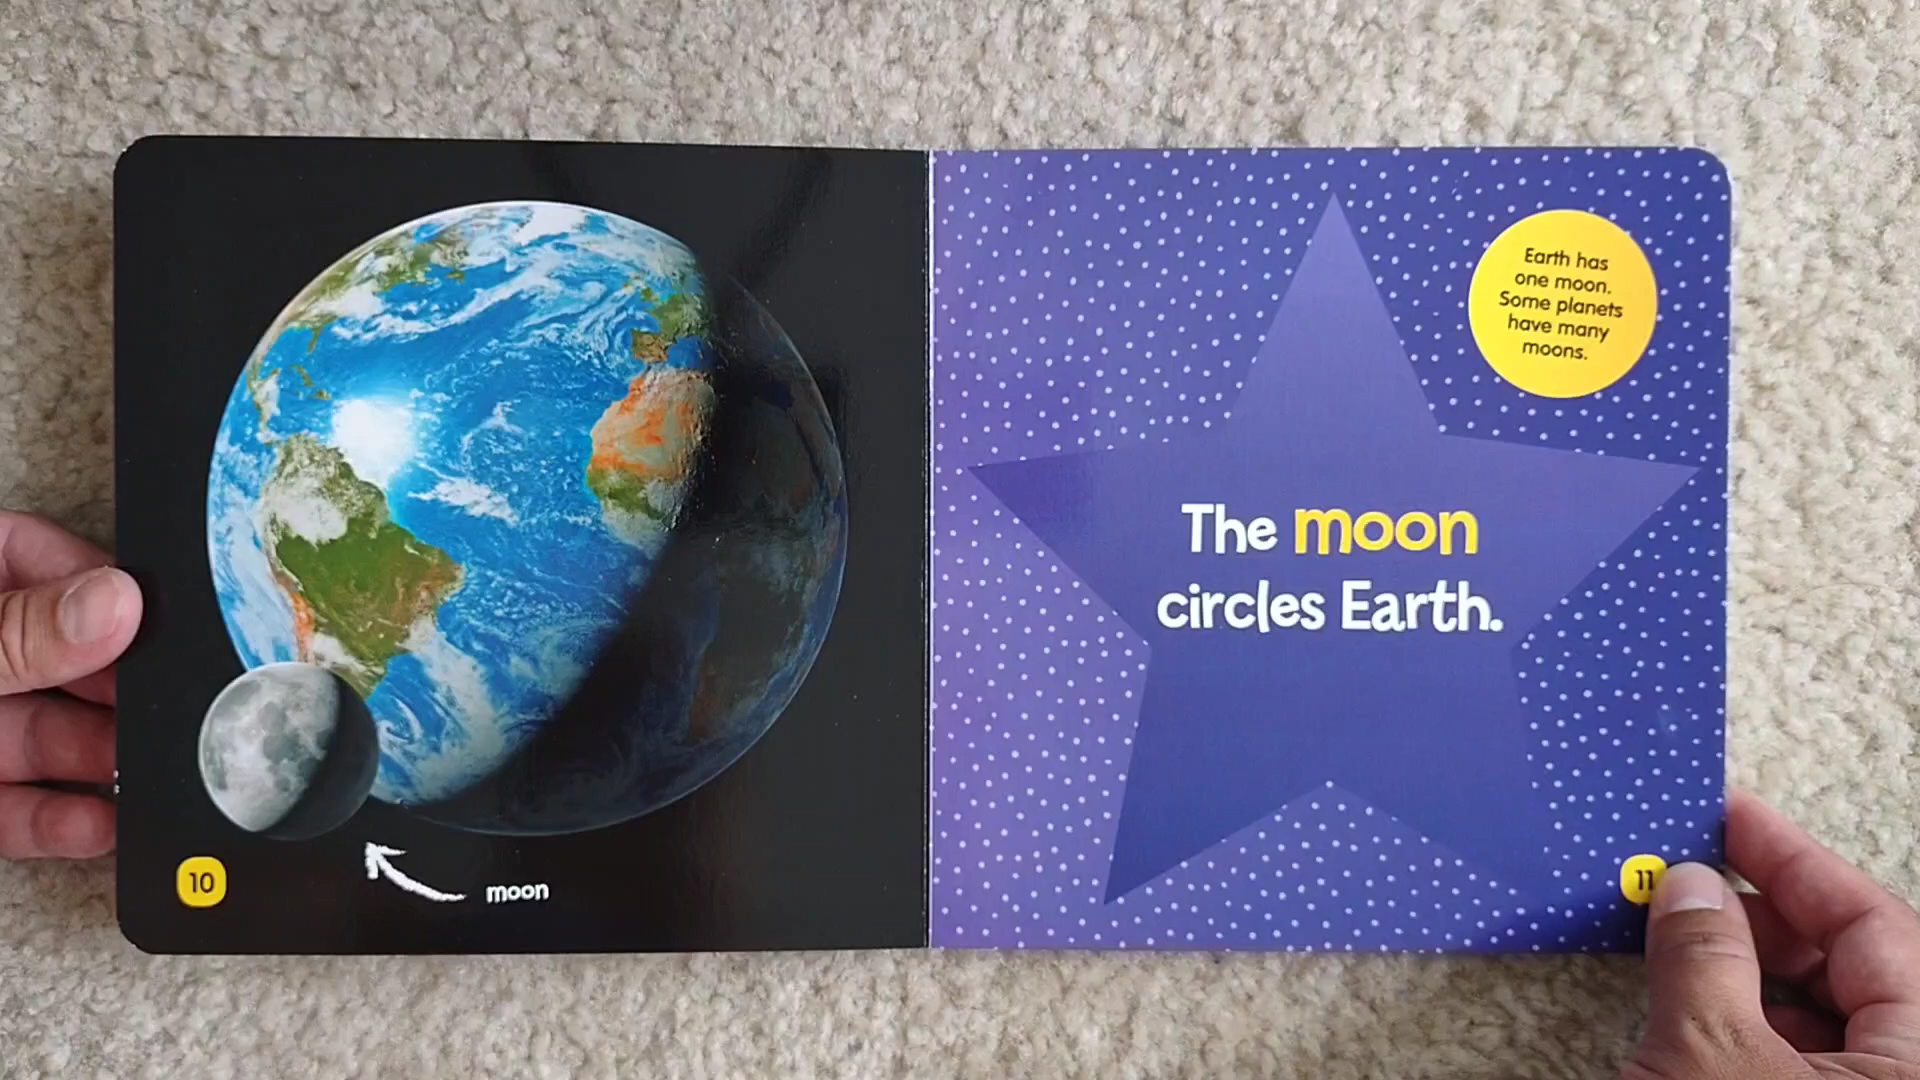 moon
10
Earth has
one moon.
Some planets
have many
moons.
The moon
circles Earth.
11